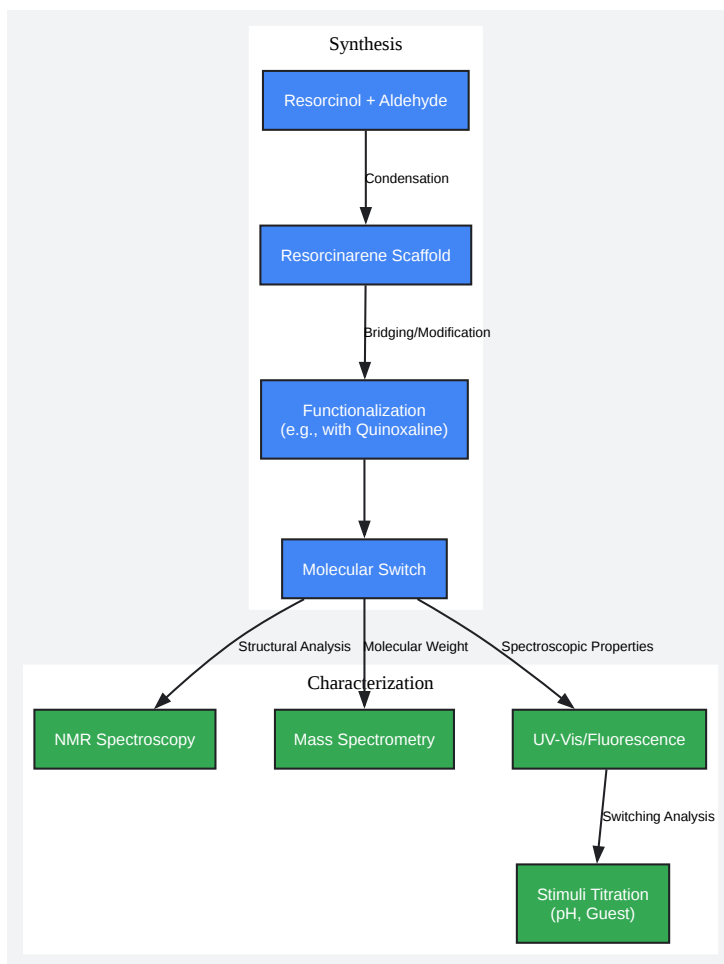 Synthesis
Resorcinol + Aldehyde
Condensation
Resorcinarene Scaffold
Bridging/Modification
Functionalization
(e.g., with Quinoxaline)
Molecular Switch
Structural Analysis
Molecular Weight
Spectroscopic Properties
Characterization
NMR Spectroscopy
Mass Spectrometry
UV-Vis/Fluorescence
Switching Analysis
Stimuli Titration
(pH, Guest)